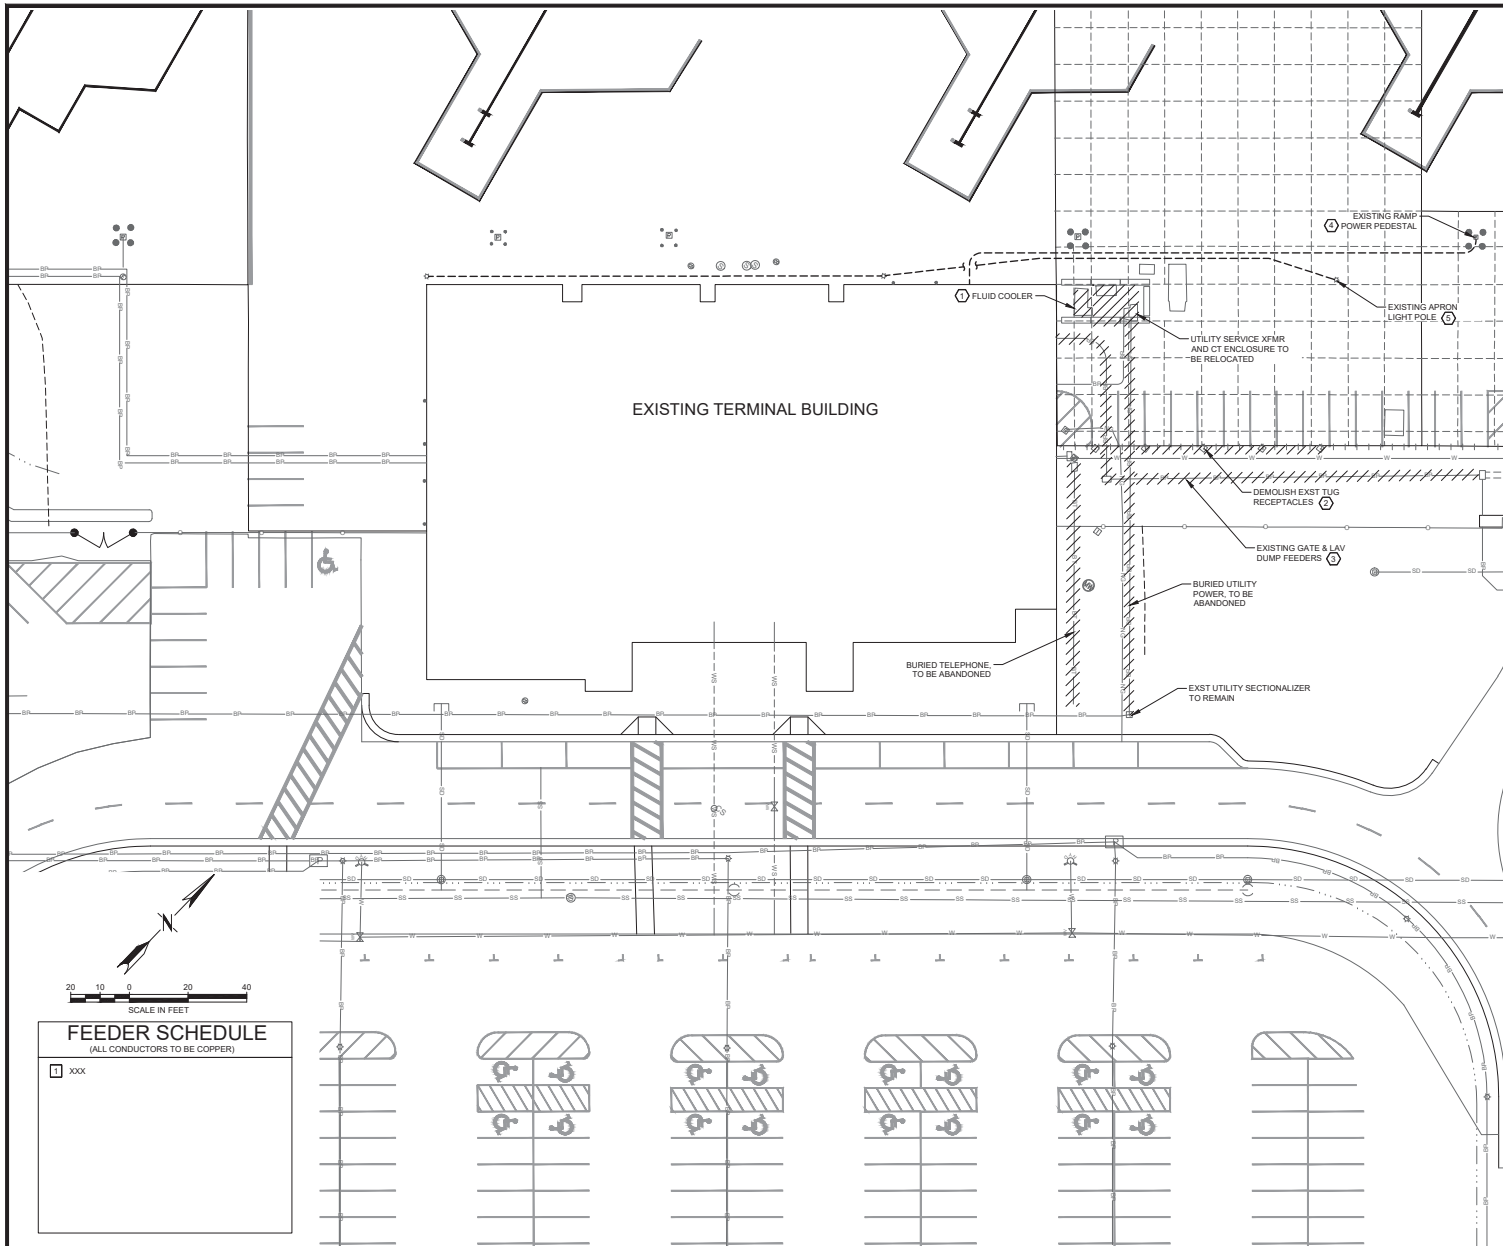 EXISTING RAMP
4 POWER PEDESTAL
1 FLUID COOLER
EXISTING APRON
LIGHT POLE 5
UTILITY SERVICE XFMR
AND CT ENCLOSURE TO
BE RELOCATED
EXISTING TERMINAL BUILDING
DEMOLISH EXST TUG
RECEPTACLES 2
EXISTING GATE & LAV
DUMP FEEDERS 3
BURIED UTILITY
POWER, TO BE
ABANDONED
BURIED TELEPHONE,
TO BE ABANDONED
EXST UTILITY SECTIONALIZER
TO REMAIN
N
20 10 0 20 40
SCALE IN FEET
FEEDER SCHEDULE
(ALL CONDUCTORS TO BE COPPER)
1 XXX